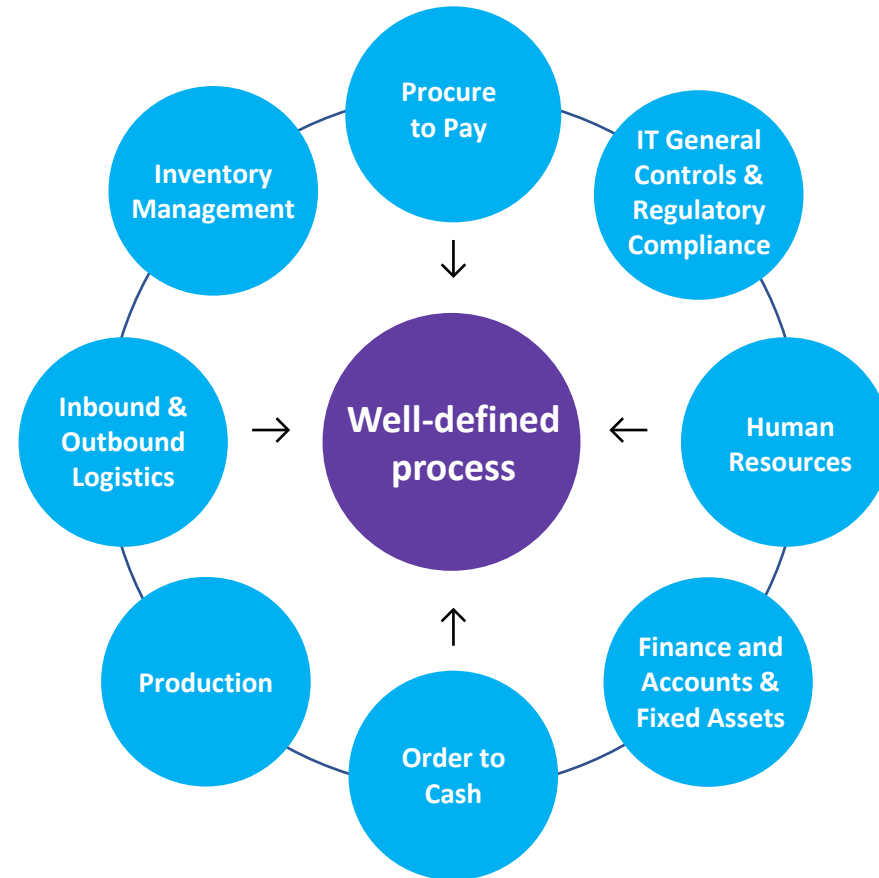 Procure
to Pay
IT General
Controls &
Regulatory
Compliance
Human
Resources
Finance and
Accounts &
Fixed Assets
Order to
Cash
Production
Inbound &
Outbound
Logistics
Inventory
Management
Well-defined
process